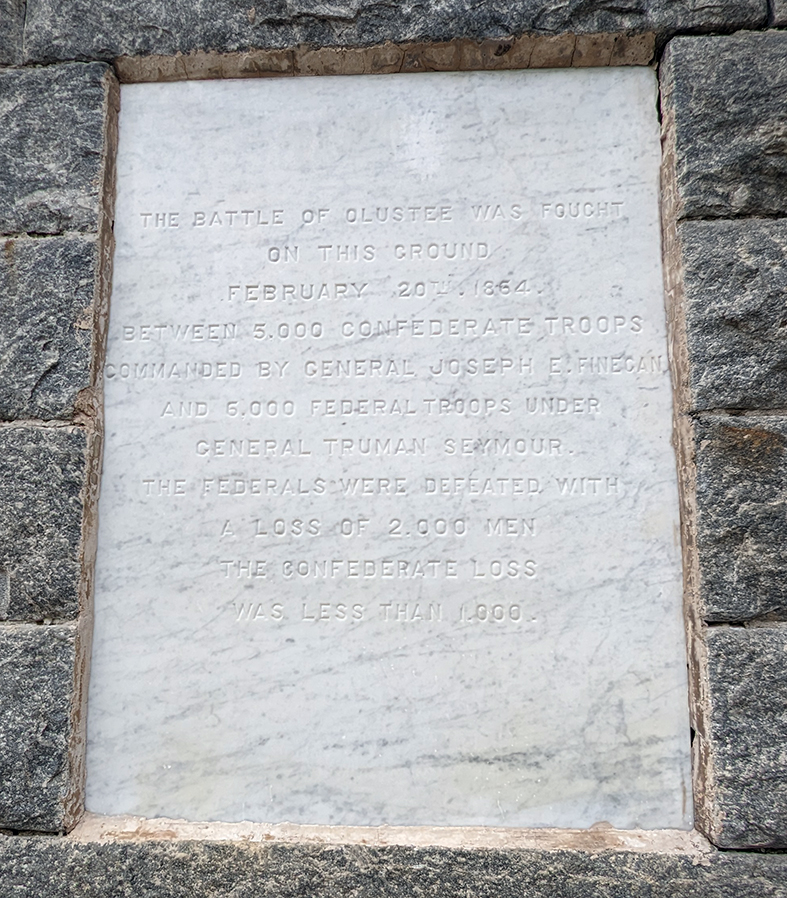 THE BATTLE OF OLUSTEE WAS FOUGHT
ON THIS GROUND
FEBRUARY 20TH. 1864.
BETWEEN 5.000 CONFEDERATE TROOPS
COMMANDED BY GENERAL JOSEPH E. FINEGAN
AND 6.000 FEDERAL TROOPS UNDER
GENERAL TRUMAN SEYMOUR.
THE FEDERALS WERE DEFEATED WITH
A LOSS OF 2.000 MEN
THE CONFEDERATE LOSS
WAS LESS THAN 1.000.